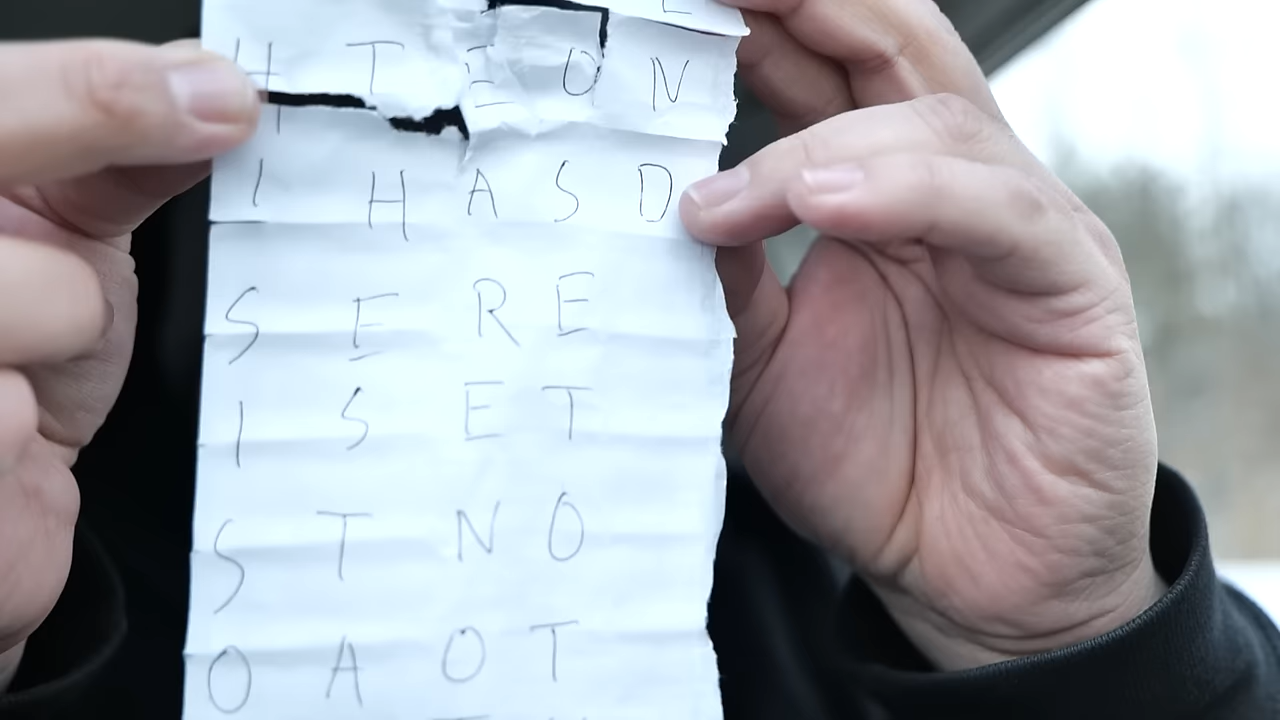 H T E O N
I H A S D
S E R E
I S E T
S T N O
O A O T